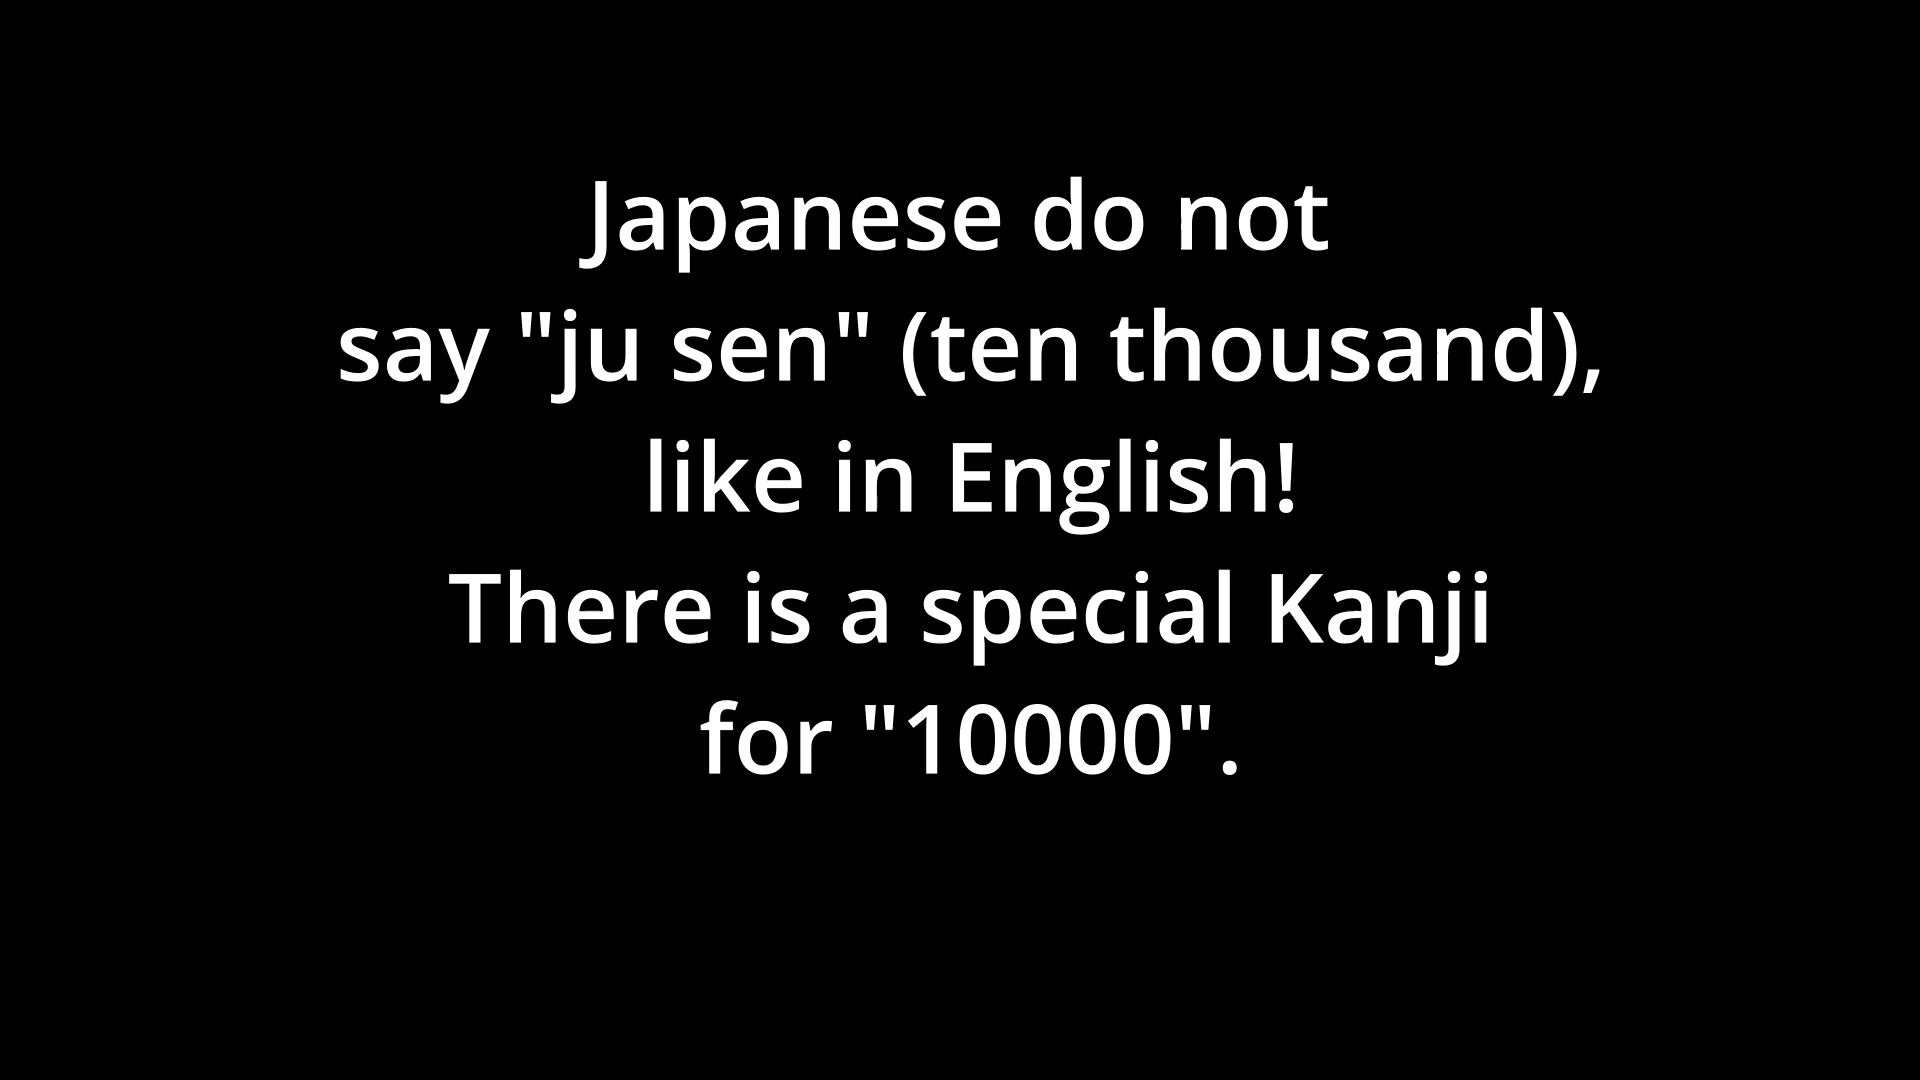 Japanese do not
say "ju sen" (ten thousand),
like in English!
There is a special Kanji
for "10000".